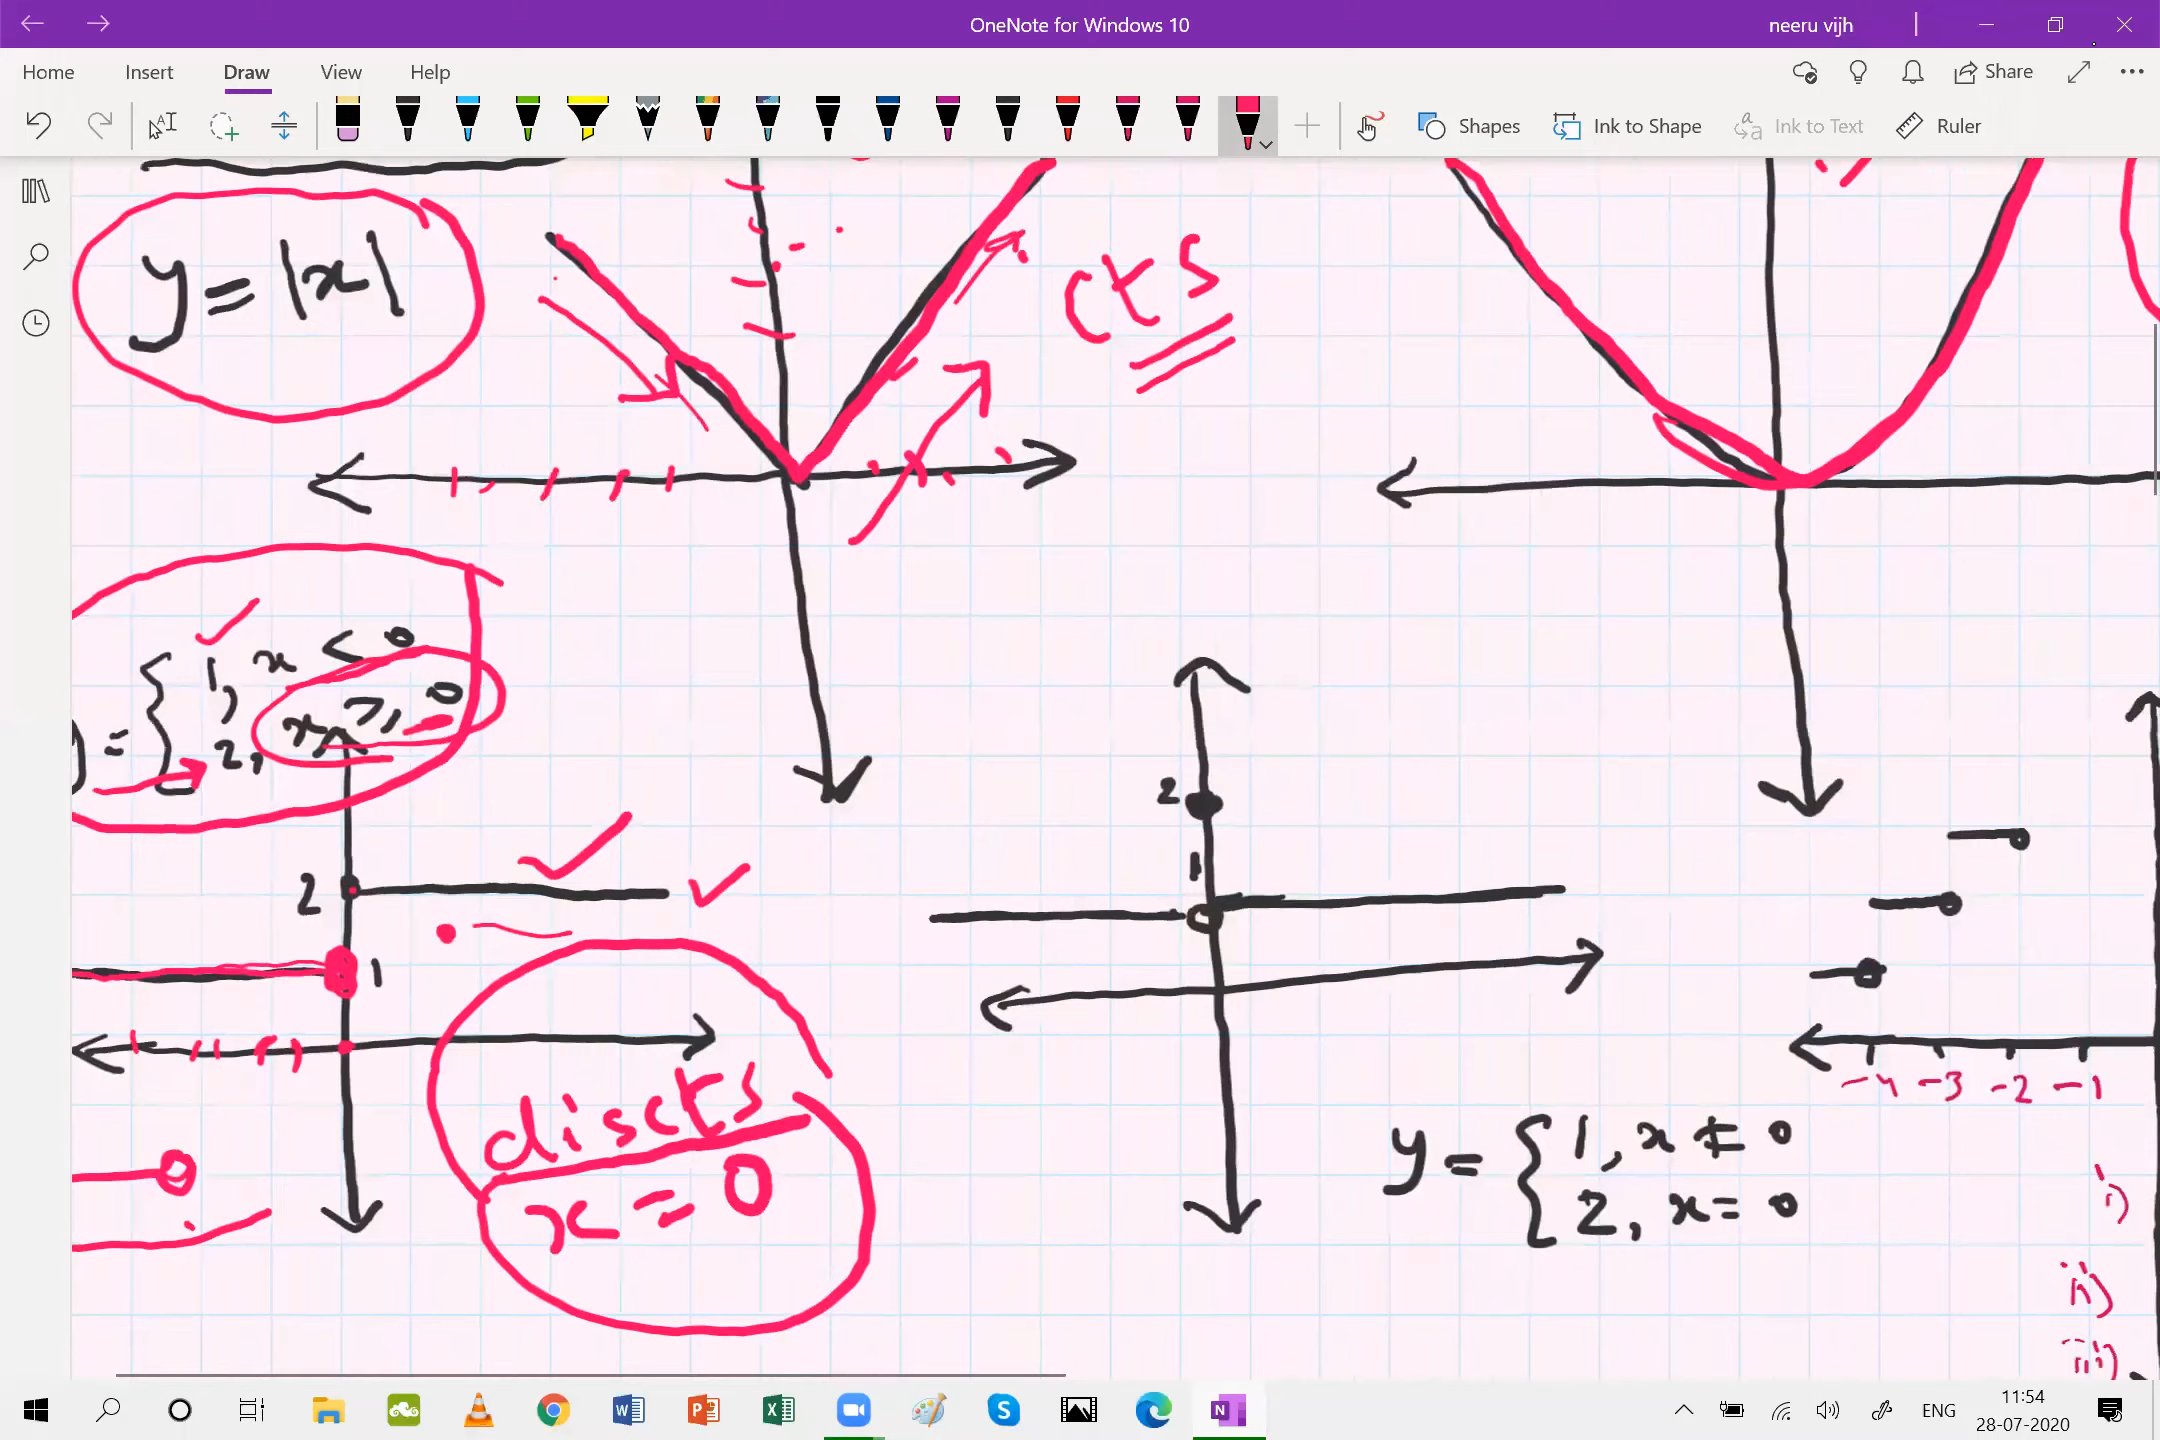 OneNote for Windows 10
neeru vijh
Home Insert Draw View Help
Share
Shapes Ink to Shape Ink to Text Ruler
y = |x|
cts
y = { 1, x < 0
2, x ≥ 0
2
1
discts
x = 0
2
1
-4 -3 -2 -1
y = { 1, x ≠ 0
2, x = 0
i)
ii)
iii)
ENG
11:54
28-07-2020